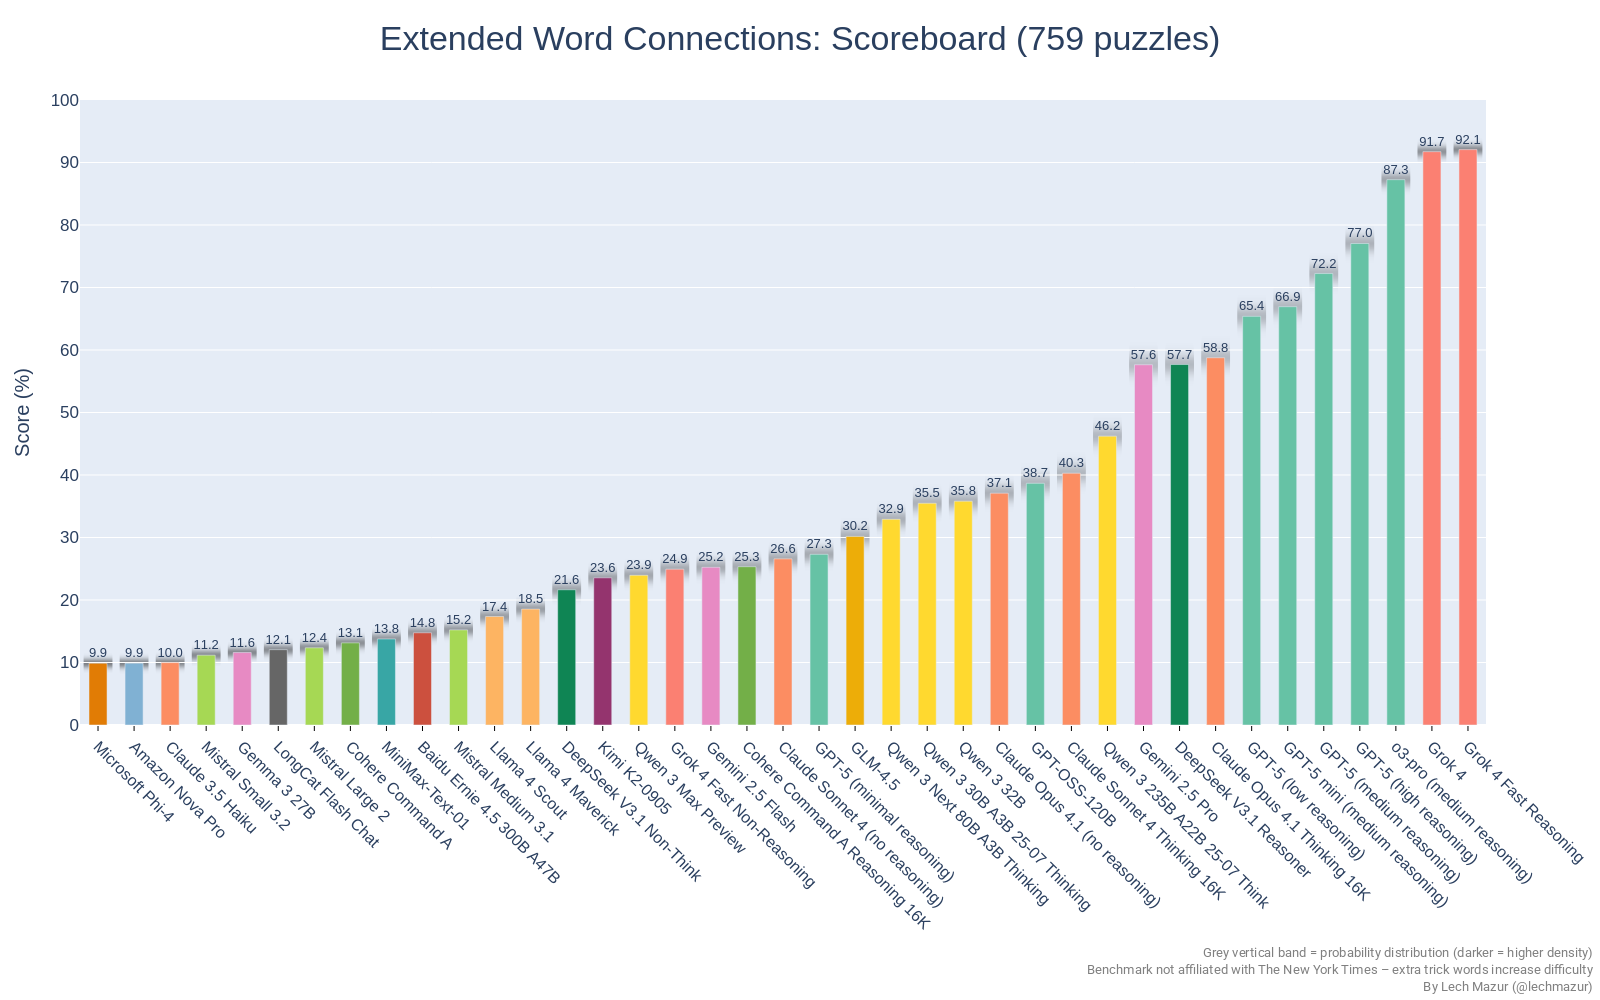 Extended Word Connections: Scoreboard (759 puzzles)
Score (%)
100
90
80
70
60
50
40
30
20
10
0
9.9
9.9
10.0
11.2
11.6
12.1
12.4
13.1
13.8
14.8
15.2
17.4
18.5
21.6
23.6
23.9
24.9
25.2
25.3
26.6
27.3
30.2
32.9
35.5
35.8
37.1
38.7
40.3
46.2
57.6
57.7
58.8
65.4
66.9
72.2
77.0
87.3
91.7
92.1
Microsoft Phi-4
Amazon Nova Pro
Claude 3.5 Haiku
Mistral Small 3.2
Gemma 3 27B
LongCat Flash Chat
Mistral Large 2
Cohere Command A
MiniMax-Text-01
Baidu Ernie 4.5 300B A47B
Mistral Medium 3.1
Llama 4 Scout
Llama 4 Maverick
DeepSeek V3.1 Non-Think
Kimi K2-0905
Qwen 3 Max Preview
Grok 4 Fast Non-Reasoning
Gemini 2.5 Flash
Cohere Command A Reasoning 16K
Claude Sonnet 4 (no reasoning)
GPT-5 (minimal reasoning)
GLM-4.5
Qwen 3 Next 80B A3B Thinking
Qwen 3 30B A3B 25-07 Thinking
Qwen 3 32B
Claude Opus 4.1 (no reasoning)
GPT-OSS-120B
Claude Sonnet 4 Thinking 16K
Qwen 3 235B A22B 25-07 Think
Gemini 2.5 Pro
DeepSeek V3.1 Reasoner
Claude Opus 4.1 Thinking 16K
GPT-5 (low reasoning)
GPT-5 mini (medium reasoning)
GPT-5 (medium reasoning)
GPT-5 (high reasoning)
o3-pro (medium reasoning)
Grok 4
Grok 4 Fast Reasoning
Grey vertical band = probability distribution (darker = higher density)
Benchmark not affiliated with The New York Times – extra trick words increase difficulty
By Lech Mazur (@lechmazur)